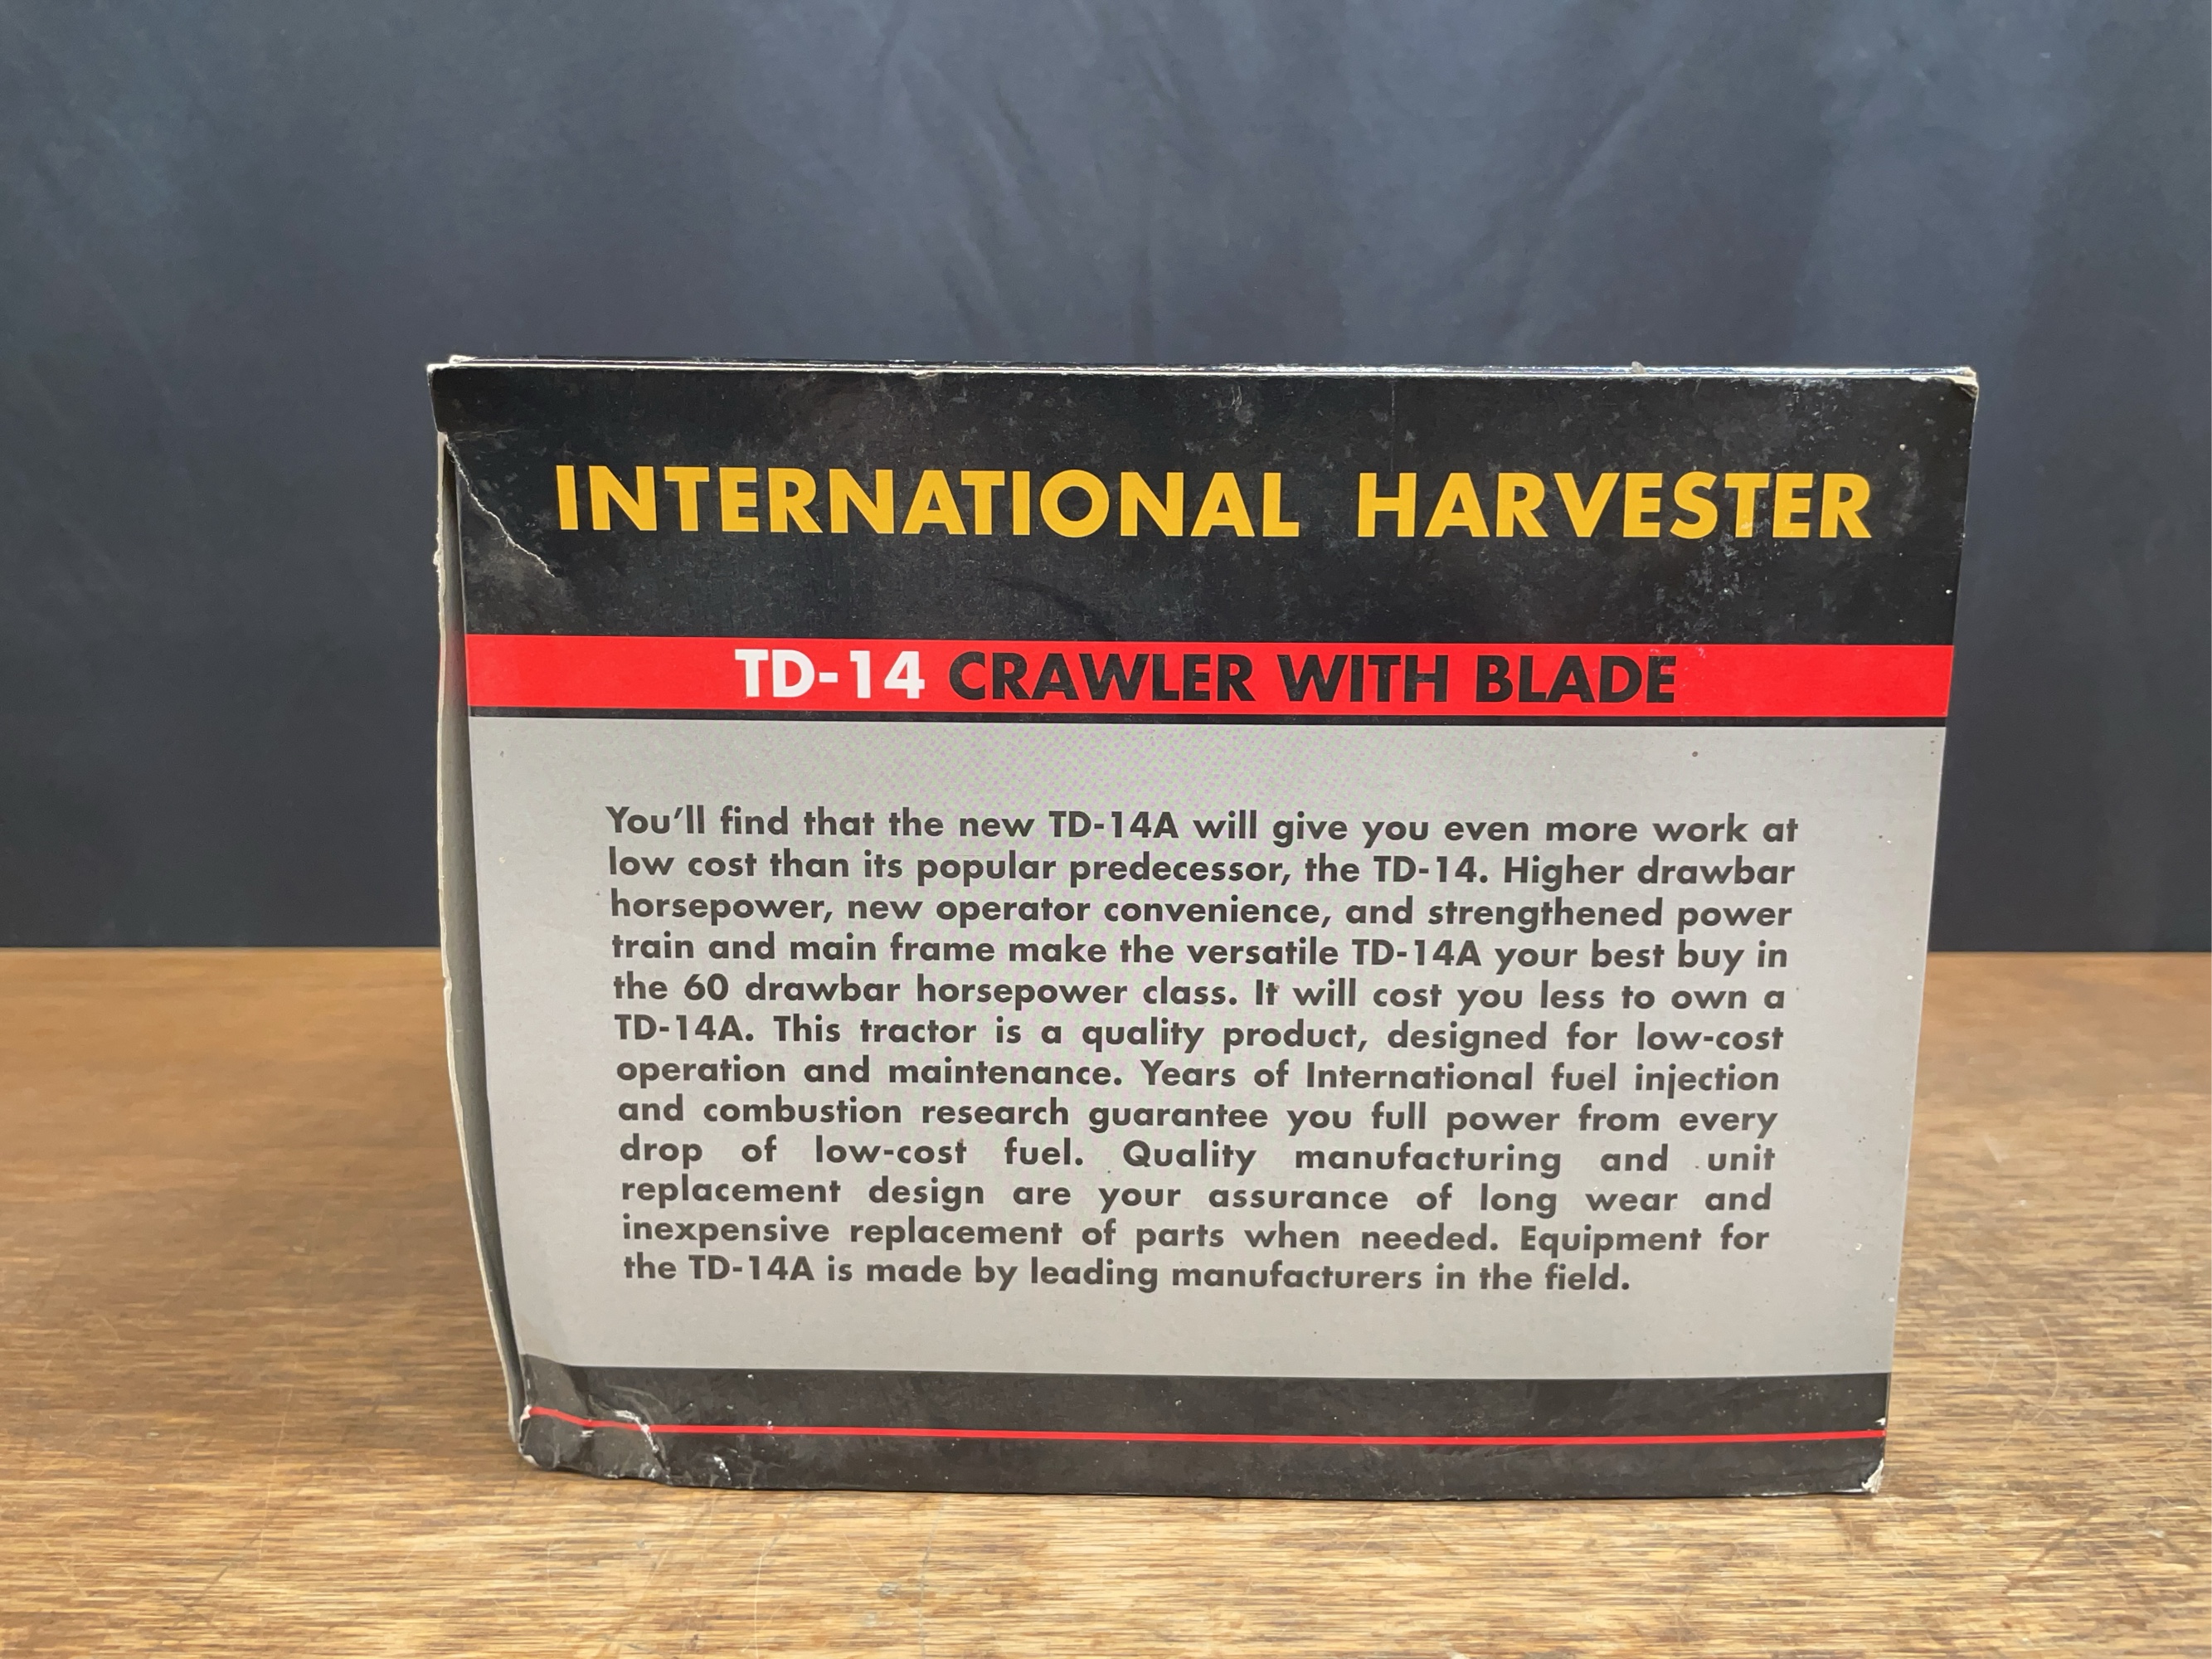 INTERNATIONAL HARVESTER
TD-14 CRAWLER WITH BLADE
You'll find that the new TD-14A will give you even more work at
low cost than its popular predecessor, the TD-14. Higher drawbar
horsepower, new operator convenience, and strengthened power
train and main frame make the versatile TD-14A your best buy in
the 60 drawbar horsepower class. It will cost you less to own a
TD-14A. This tractor is a quality product, designed for low-cost
operation and maintenance. Years of International fuel injection
and combustion research guarantee you full power from every
drop of low-cost fuel. Quality manufacturing and unit
replacement design are your assurance of long wear and
inexpensive replacement of parts when needed. Equipment for
the TD-14A is made by leading manufacturers in the field.